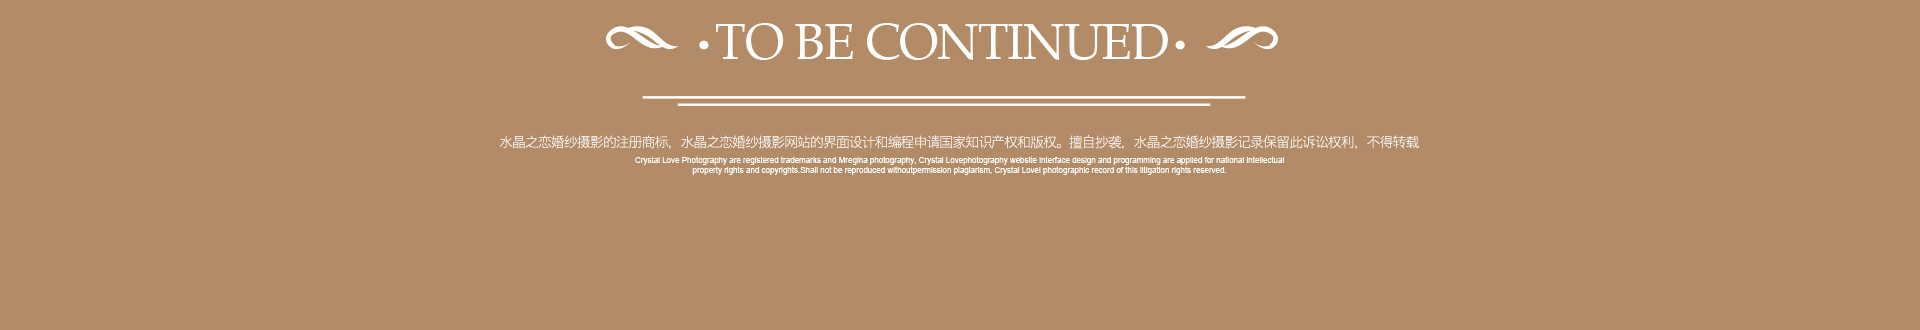 ·TO BE CONTINUED·
水晶之恋婚纱摄影的注册商标，水晶之恋婚纱摄影网站的界面设计和编程申请国家知识产权和版权。擅自抄袭，水晶之恋婚纱摄影记录保留此诉讼权利，不得转载
Crystal Love Photography are registered trademarks and Mregina photography, Crystal Lovephotography website interface design and programming are applied for national intellectual
property rights and copyrights.Shall not be reproduced withoutpermission plagiarism, Crystal Lovel photographic record of this litigation rights reserved.